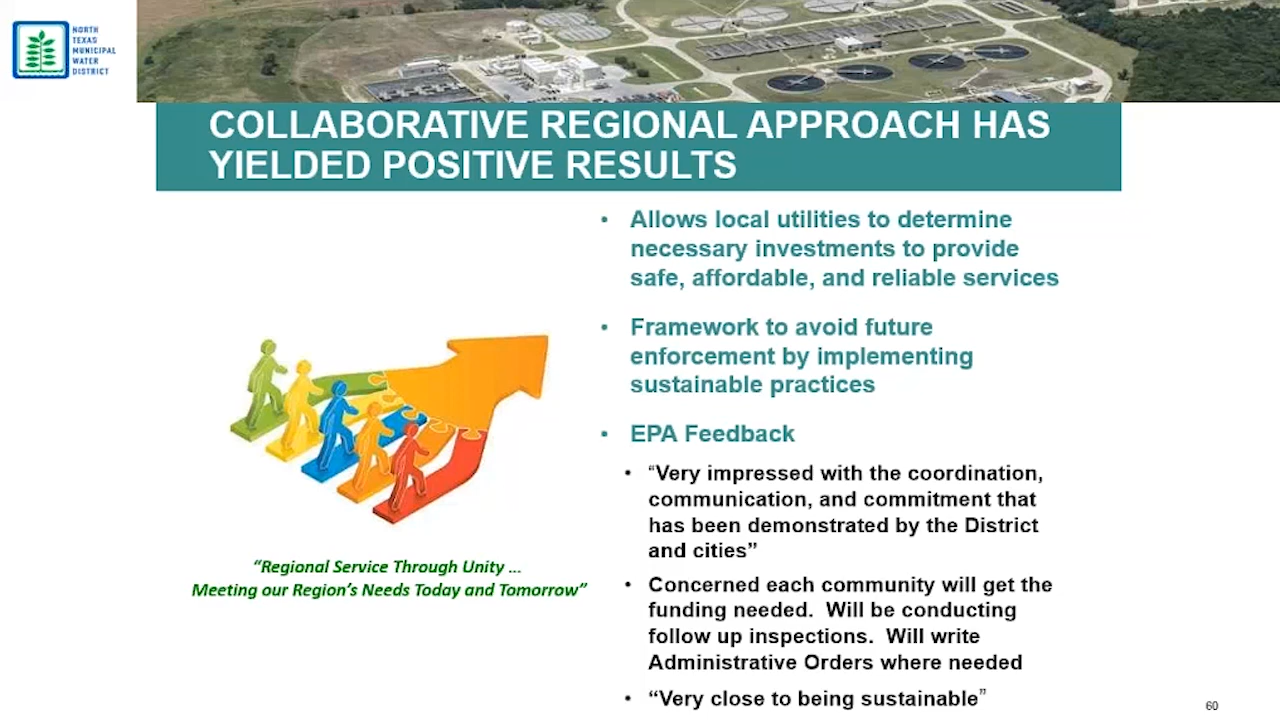 NORTH
TEXAS
MUNICIPAL
WATER
DISTRICT
COLLABORATIVE REGIONAL APPROACH HAS
YIELDED POSITIVE RESULTS
• Allows local utilities to determine
necessary investments to provide
safe, affordable, and reliable services
• Framework to avoid future
enforcement by implementing
sustainable practices
• EPA Feedback
• “Very impressed with the coordination,
communication, and commitment that
has been demonstrated by the District
and cities”
• Concerned each community will get the
funding needed.  Will be conducting
follow up inspections.  Will write
Administrative Orders where needed
• “Very close to being sustainable”
“Regional Service Through Unity ...
Meeting our Region’s Needs Today and Tomorrow”
60